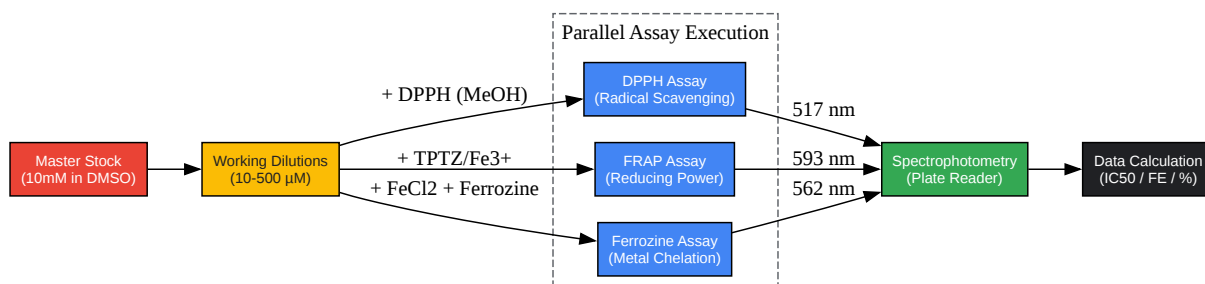 Parallel Assay Execution
DPPH Assay
(Radical Scavenging)
+ DPPH (MeOH)
517 nm
Master Stock
(10mM in DMSO)
Working Dilutions
(10-500 µM)
+ TPTZ/Fe3+
FRAP Assay
(Reducing Power)
593 nm
Spectrophotometry
(Plate Reader)
Data Calculation
(IC50 / FE / %)
+ FeCl2 + Ferrozine
562 nm
Ferrozine Assay
(Metal Chelation)